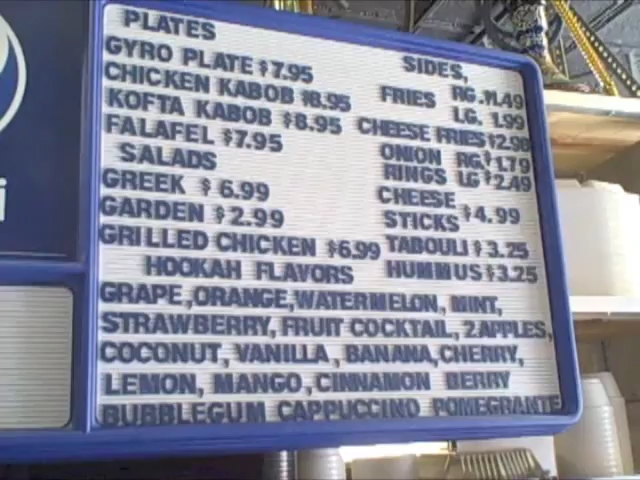 PLATES
GYRO PLATE $7.95
CHICKEN KABOB $8.95
KOFTA KABOB $8.95
FALAFEL $7.95
SALADS
GREEK $ 6.99
GARDEN $2.99
GRILLED CHICKEN $6.99
SIDES,
FRIES RG. $1.49
LG. 1.99
CHEESE FRIES $2.99
ONION RG. $1.79
RINGS LG $2.49
CHEESE
STICKS $4.99
TABOULI $3.25
HUMMUS $3.25
HOOKAH FLAVORS
GRAPE, ORANGE, WATERMELON, MINT,
STRAWBERRY, FRUIT COCKTAIL, 2APPLES,
COCONUT, VANILLA, BANANA, CHERRY,
LEMON, MANGO, CINNAMON BERRY
BUBBLEGUM CAPPUCCINO POMEGRANTE